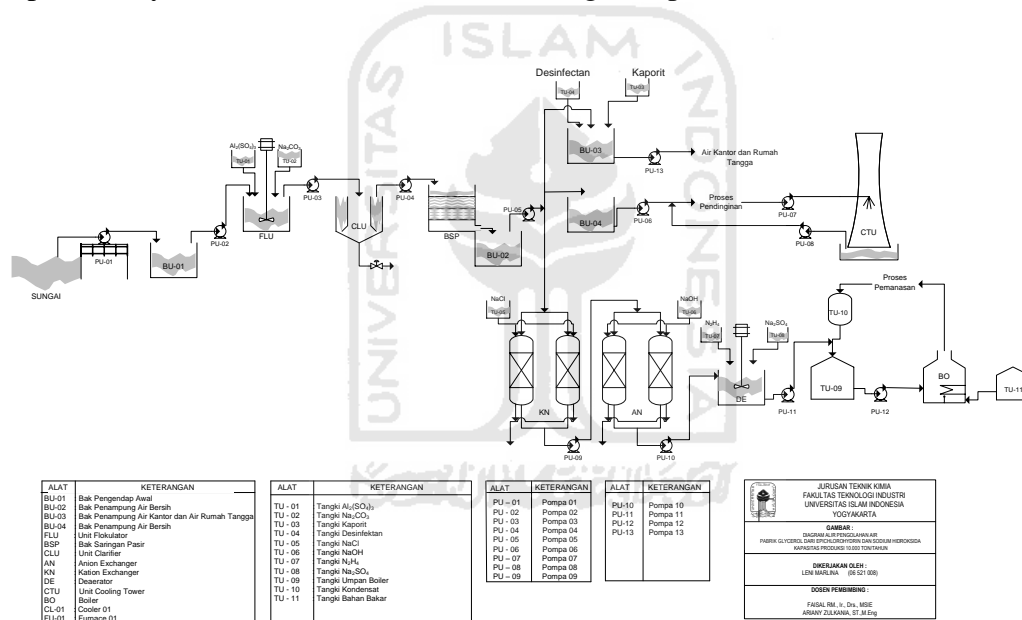 ISLAM
UNIVERSITAS
INDONESIA
Desinfectan
Kaporit
TU-04
TU-03
Al₂(SO₄)₃
Na₂CO₃
TU-01
TU-02
BU-03
Air Kantor dan Rumah
Tangga
PU-13
PU-03
PU-04
Proses
Pendinginan
PU-05
PU-07
BU-04
PU-06
CLU
FLU
PU-02
BSP
BU-02
PU-08
CTU
PU-01
BU-01
SUNGAI
Proses
Pemanasan
NaCl
NaOH
TU-05
TU-06
TU-10
N₂H₄
Na₂SO₄
TU-07
TU-08
BO
TU-09
TU-11
DE
PU-11
PU-12
KN
AN
PU-09
PU-10
ALAT KETERANGAN
BU-01 Bak Pengendap Awal
BU-02 Bak Penampung Air Bersih
BU-03 Bak Penampung Air Kantor dan Air Rumah Tangga
BU-04 Bak Penampung Air Bersih
FLU Unit Flokulator
BSP Bak Saringan Pasir
CLU Unit Clarifier
AN Anion Exchanger
KN Kation Exchanger
DE Deaerator
CTU Unit Cooling Tower
BO Boiler
CL-01 Cooler 01
FU-01 Furnace 01
ALAT KETERANGAN
TU - 01 Tangki Al₂(SO₄)₃
TU - 02 Tangki Na₂CO₃
TU - 03 Tangki Kaporit
TU - 04 Tangki Desinfektan
TU - 05 Tangki NaCl
TU - 06 Tangki NaOH
TU - 07 Tangki N₂H₄
TU - 08 Tangki Na₂SO₄
TU - 09 Tangki Umpan Boiler
TU - 10 Tangki Kondensat
TU - 11 Tangki Bahan Bakar
ALAT KETERANGAN
PU – 01 Pompa 01
PU - 02 Pompa 02
PU - 03 Pompa 03
PU - 04 Pompa 04
PU - 05 Pompa 05
PU - 06 Pompa 06
PU – 07 Pompa 07
PU – 08 Pompa 08
PU – 09 Pompa 09
ALAT KETERANGAN
PU-10 Pompa 10
PU-11 Pompa 11
PU-12 Pompa 12
PU-13 Pompa 13
JURUSAN TEKNIK KIMIA
FAKULTAS TEKNOLOGI INDUSTRI
UNIVERSITAS ISLAM INDONESIA
YOGYAKARTA
GAMBAR :
DIAGRAM ALIR PENGOLAHAN AIR
PABRIK GLYCEROL DARI EPICHLOROHYDRIN DAN SODIUM HIDROKSIDA
KAPASITAS PRODUKSI 10.000 TON/TAHUN
DIKERJAKAN OLEH :
LENI MARLINA (06 521 008)
DOSEN PEMBIMBING :
FAISAL RM., Ir., Drs., MSIE
ARIANY ZULKANIA, ST.,M.Eng